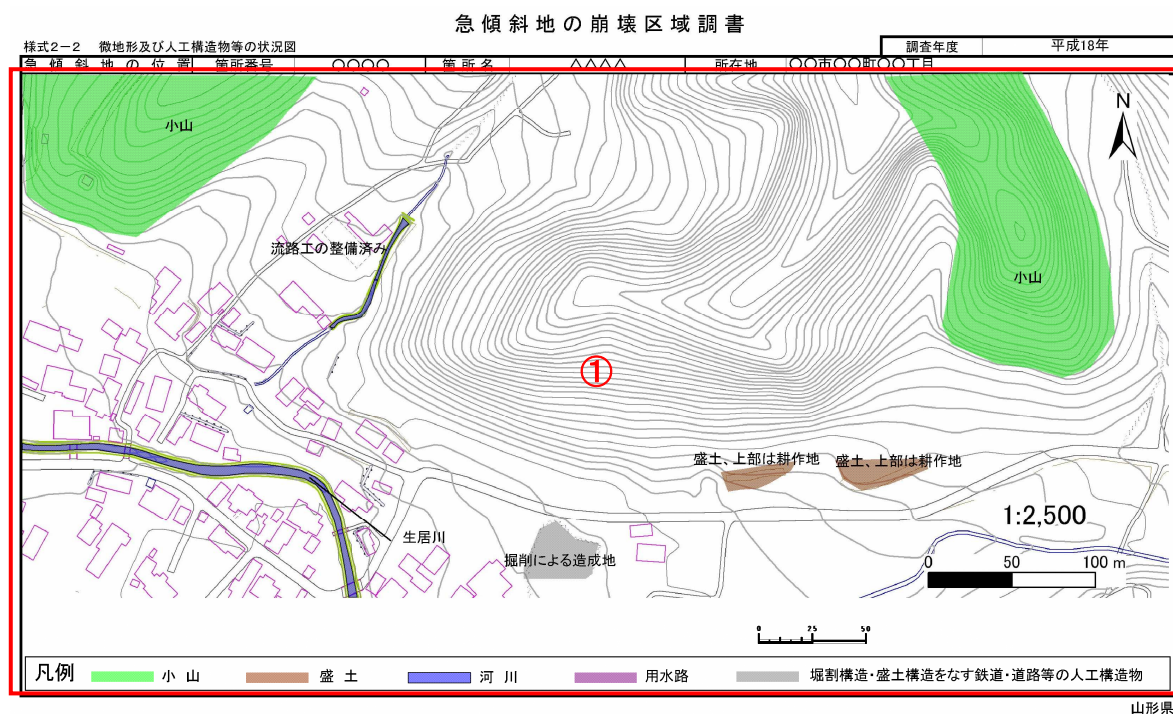 急傾斜地の崩壊区域調書
様式2-2 微地形及び人工構造物等の状況図
調査年度 平成18年
急傾斜地の位置 箇所番号 ○○○○ 箇所名 △△△△ 所在地 ○○市○○町○○丁目
小山
N
流路工の整備済み
小山
①
盛土、上部は耕作地 盛土、上部は耕作地
1:2,500
生居川
掘削による造成地
0 50 100 m
0 25 50
凡例 小山 盛土 河川 用水路 堀割構造・盛土構造をなす鉄道・道路等の人工構造物
山形県